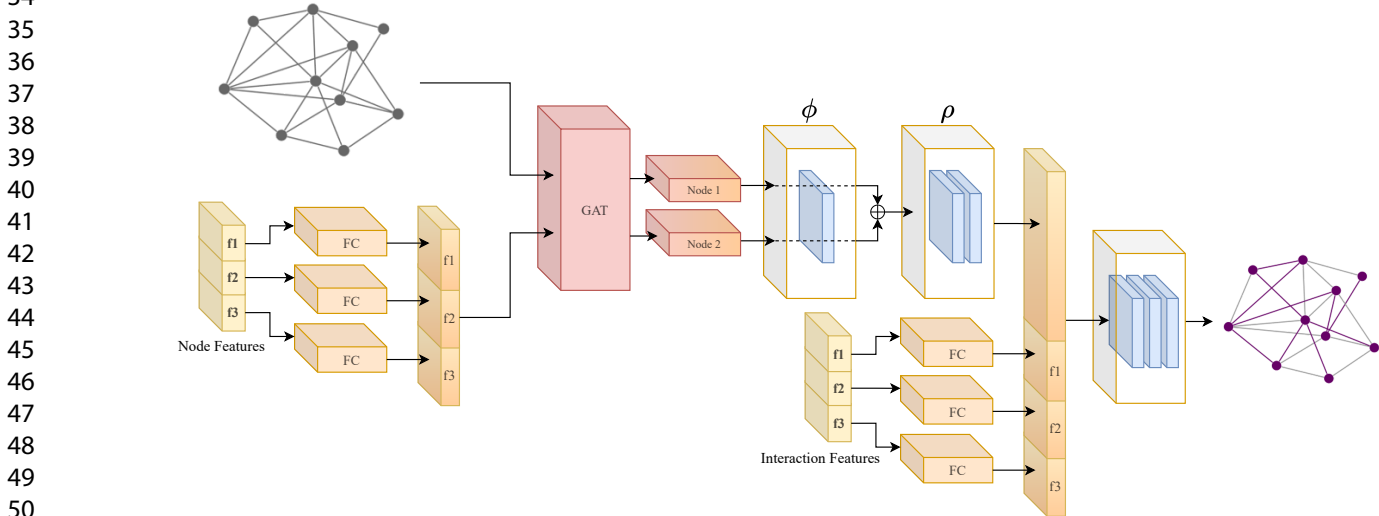 35
36
37
38
39
40
41
42
43
44
45
46
47
48
49
50
f1
f2
f3
Node Features
FC
FC
FC
f1
f2
f3
GAT
Node 1
Node 2
ϕ
ρ
f1
f2
f3
Interaction Features
FC
FC
FC
f1
f2
f3